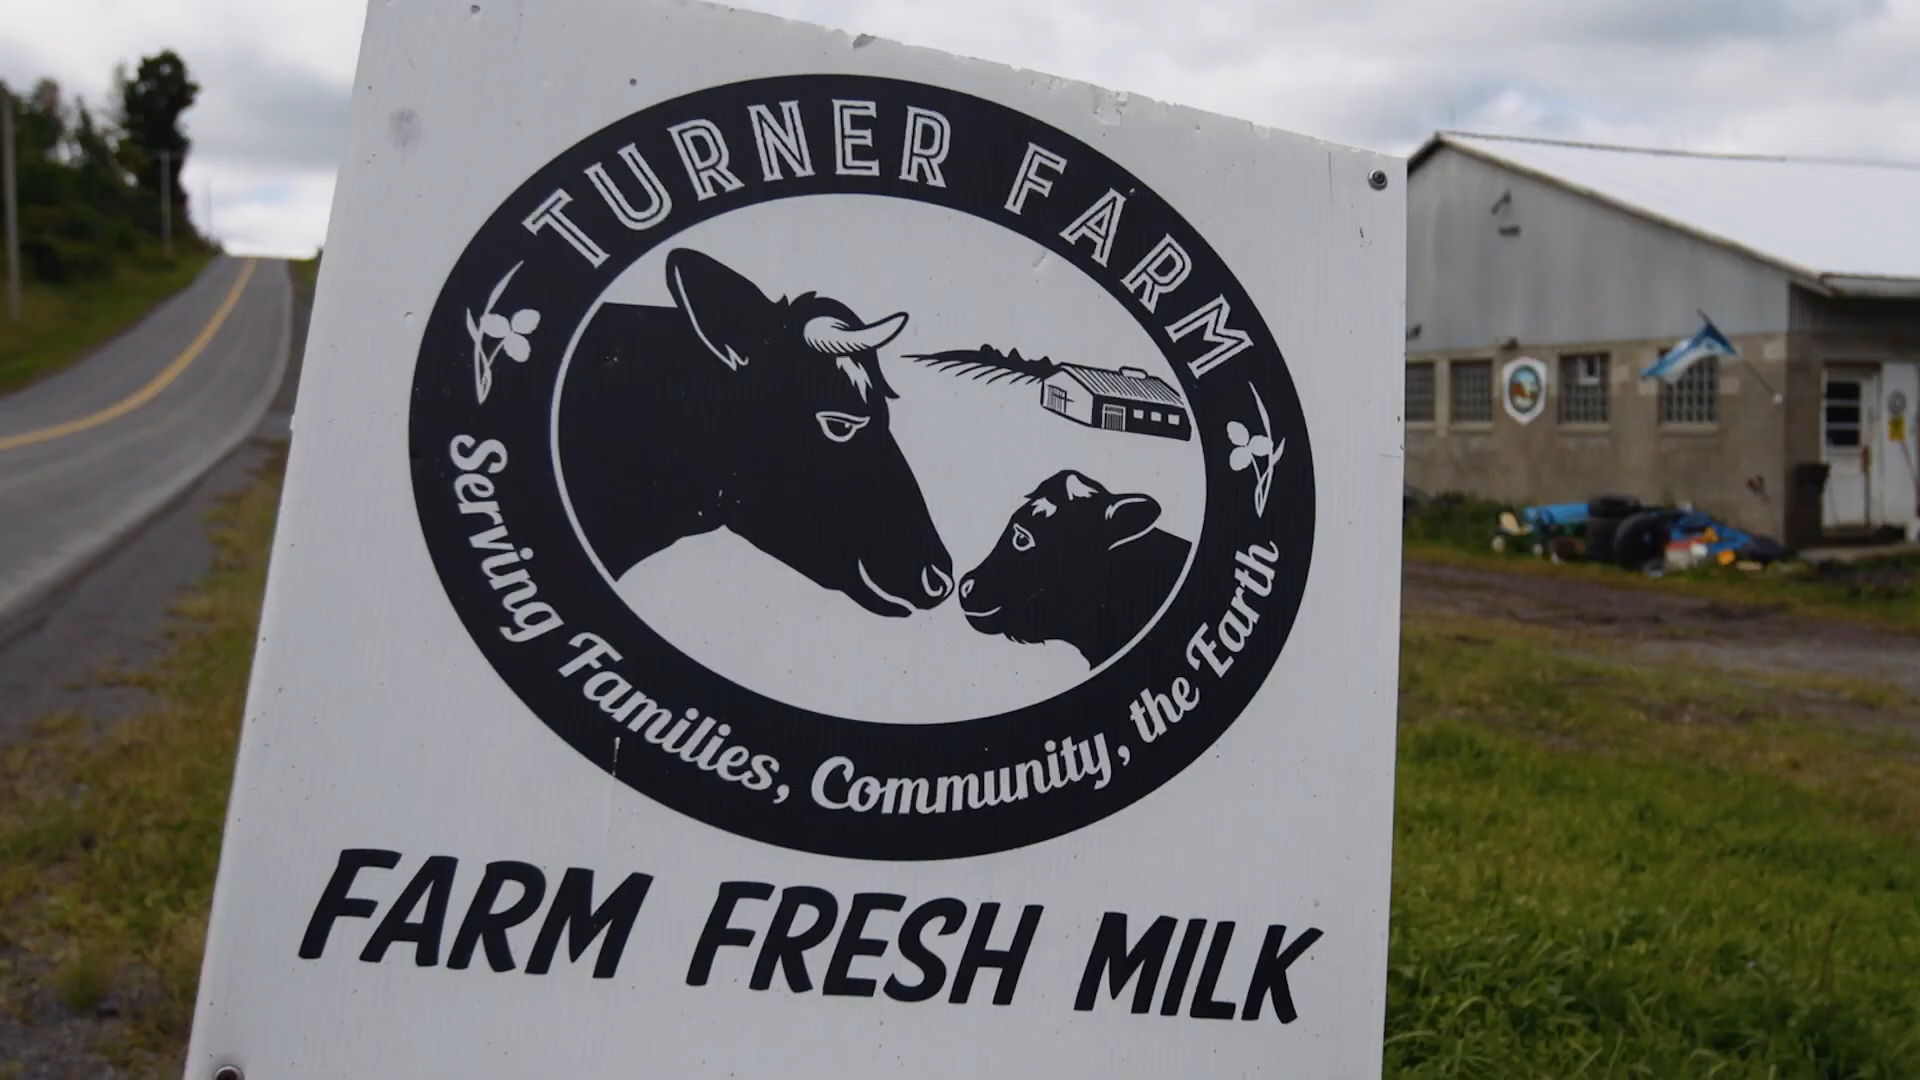 TURNER FARM
Serving Families, Community, the Earth
FARM FRESH MILK